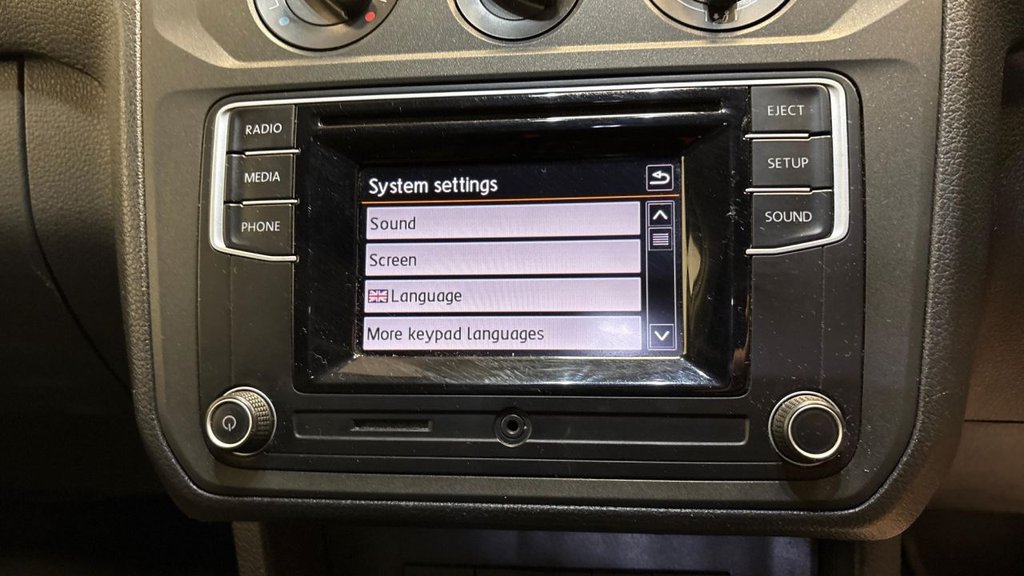 RADIO
MEDIA
PHONE
EJECT
SETUP
SOUND
System settings
Sound
Screen
Language
More keypad languages